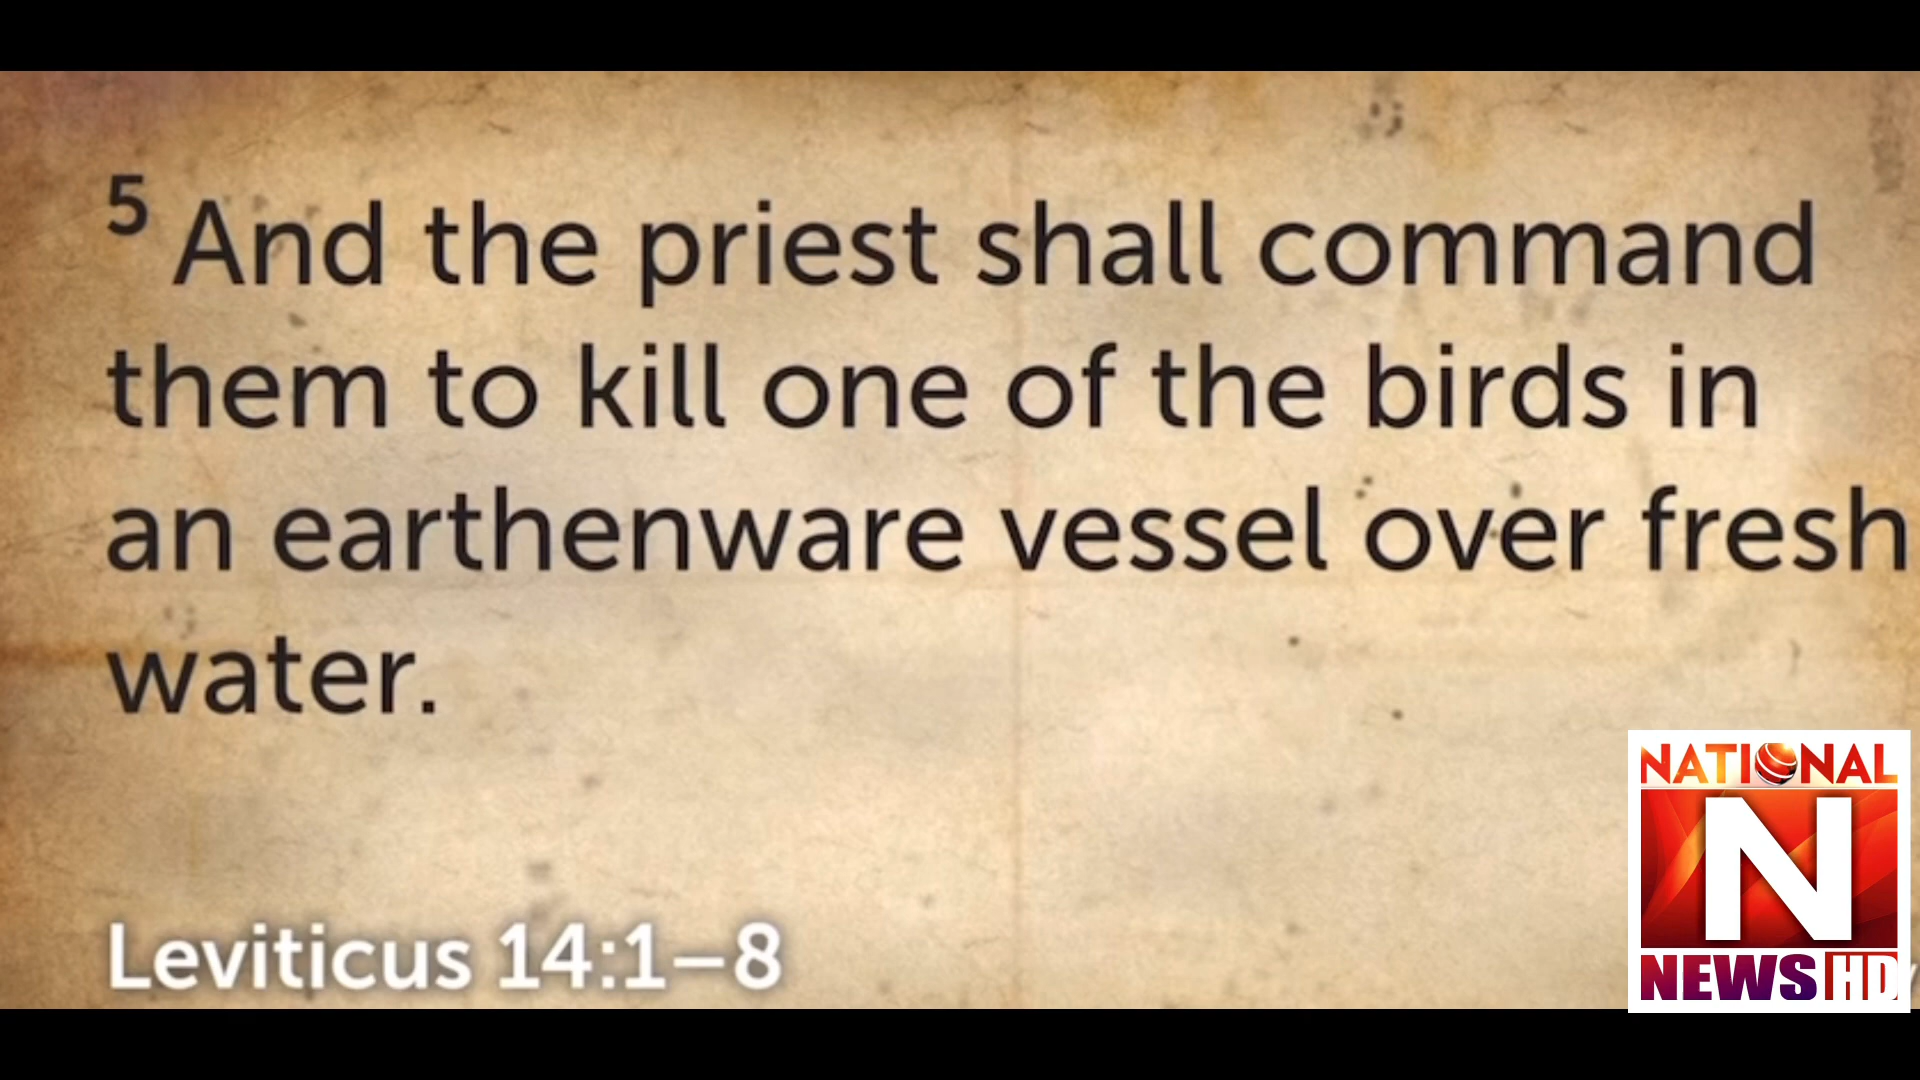 5 And the priest shall command
them to kill one of the birds in
an earthenware vessel over fresh
water.
Leviticus 14:1–8
NATIONAL
N
NEWS HD